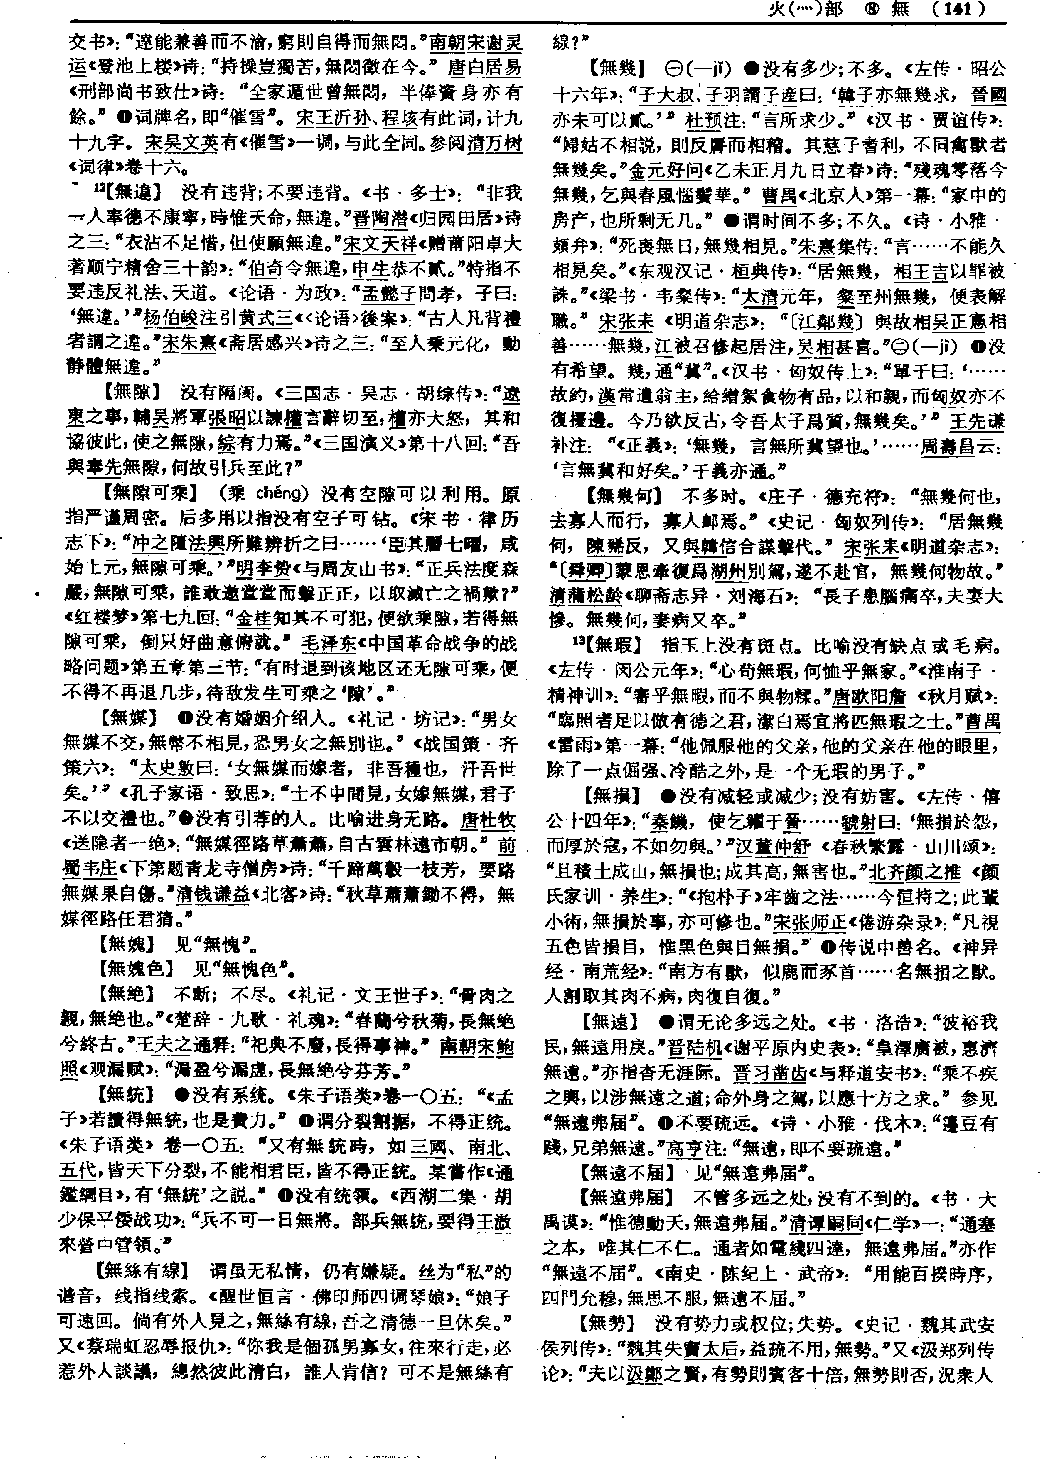 火(灬)部 ⑧ 無 (141)
交书》：“達能兼善而不渝，窮則自得而無悶。”南朝宋谢灵
运《登池上楼》诗：“持操豈獨古，無悶徵在今。” 唐白居易
《刑部尚书致仕》诗：“全家遁世曾無悶，半俸資身亦有
餘。”❷词牌名，即“催雪”。宋王沂孙、程垓有此词，计九
十九字。宋吴文英有《催雪》一调，与此全同。参阅清万树
《词律》卷十六。
12【無違】 没有违背；不要违背。《书·多士》：“非我
一人奉德不康寧，時惟天命，無違。”晋陶潜《归园田居》诗
之三：“衣沾不足惜，但使願無違。”宋文天祥《赠莆阳卓大
著顺宁精舍三十韵》：“伯奇令無違，申生恭不貳。”特指不
要违反礼法、天道。《论语·为政》：“孟懿子問孝，子曰：
‘無違。’”杨伯峻注引黄式三《〈论语〉後案》：“古人凡背禮
者謂之違。”宋朱熹《斋居感兴》诗之三：“至人秉元化，動
静體無違。”
【無隙】 没有隔阂。《三国志·吴志·胡综传》：“遼
東之事，輔吴將軍張昭以諫權言辭切至，權亦大怒，其和
協彼此，使之無隙，綜有力焉。”《三国演义》第十八回：“吾
與奉先無隙，何故引兵至此？”
【無隙可乘】 （乘 chéng）没有空隙可以利用。原
指严谨周密。后多用以指没有空子可钻。《宋书·律历
志下》：“冲之隨法興所難辨折之曰……‘臣其曆七曜，咸
始上元，無隙可乘。’”明李贽《与周友山书》：“正兵法度森
嚴，無隙可乘，誰敢邀堂堂而擊正正，以取滅亡之禍歟？”
《红楼梦》第七九回：“金桂知其不可犯，便欲乘隙，若得無
隙可乘，倒只好曲意俯就。” 毛泽东《中国革命战争的战
略问题》第五章第三节：“有时退到该地区还无隙可乘，便
不得不再退几步，待敌发生可乘之‘隙’。”
【無媒】 ❶没有婚姻介绍人。《礼记·坊记》：“男女
無媒不交，無幣不相見，恐男女之無别也。”《战国策·齐
策六》：“太史敫曰：‘女無媒而嫁者，非吾種也，汙吾世
矣。’”《孔子家语·致思》：“士不中間見，女嫁無媒，君子
不以交禮也。”❷没有引荐的人。比喻进身无路。唐杜牧
《送隐者一绝》：“無媒徑路草蕭蕭，自古雲林遠市朝。” 前
蜀韦庄《下第题青龙寺僧房》诗：“千蹄萬轂一枝芳，要路
無媒果自傷。”清钱谦益《北客》诗：“秋草蕭蕭鋤不得，無
媒徑路任君猜。”
【無媿】 见“無愧”。
【無媿色】 见“無愧色”。
【無絶】 不断；不尽。《礼记·文王世子》：“骨肉之
親，無絶也。”《楚辞·九歌·礼魂》：“春蘭兮秋菊，長無絶
兮終古。”王夫之通释：“祀典不廢，長得事神。” 南朝宋鲍
照《观漏赋》：“漏盈兮漏虚，長無絶兮芬芳。”
【無統】 ❶没有系统。《朱子语类》卷一〇五：“《孟
子》若讀得無統，也是費力。”❷谓分裂割据，不得正统。
《朱子语类》卷一〇五：“又有無統時，如三國、南北、
五代，皆天下分裂，不能相君臣，皆不得正統。某嘗作《通
鑑綱目》，有‘無統’之説。”❸没有统领。《西湖二集·胡
少保平倭战功》：“兵不可一日無將。部兵無統，要得王澈
來營中管領。”
【無絲有線】 谓虽无私情，仍有嫌疑。丝为“私”的
谐音，线指线索。《醒世恒言·佛印师四调琴娘》：“娘子
可速回。倘有外人見之，無絲有線，吾之清德一旦休矣。”
又《蔡瑞虹忍辱报仇》：“你我是個孤男寡女，往來行走，必
惹外人談議，總然彼此清白，誰人肯信？可不是無絲有
線？”
【無幾】 ㊀(—jǐ) ❶没有多少；不多。《左传·昭公
十六年》：“子大叔、子羽謂子産曰：‘韓子亦無幾求，晉國
亦未可以貳。’” 杜预注：“言所求少。”《汉书·贾谊传》：
“婦姑不相説，則反脣而相稽。其慈子耆利，不同禽獸者
無幾矣。”金元好问《乙未正月九日立春》诗：“殘魂零落今
無幾，乞與春風惱鬢華。” 曹禺《北京人》第一幕：“家中的
房产，也所剩无几。” ❷谓时间不多；不久。《诗·小雅·
頍弁》：“死喪無日，無幾相見。”朱熹集传：“言……不能久
相見矣。”《东观汉记·桓典传》：“居無幾，相王吉以罪被
誅。”《梁书·韦粲传》：“太清元年，粲至州無幾，便表解
職。” 宋张耒《明道杂志》：“〔江鄰幾〕與故相吴正憲相
善……無幾，江被召修起居注，吴相甚喜。”㊁(—jì) ❶没
有希望。幾，通“冀”。《汉书·匈奴传上》：“單于曰：‘……
故約，漢常遣翁主，給繒絮食物有品，以和親，而匈奴亦不
復擾邊。今乃欲反古，令吾太子爲質，無幾矣。’” 王先谦
补注：“《正義》：‘無幾，言無所冀望也。’……周壽昌云：
‘言無冀和好矣。’于義亦通。”
【無幾何】 不多时。《庄子·德充符》：“無幾何也，
去寡人而行，寡人卹焉。”《史记·匈奴列传》：“居無幾
何，陳豨反，又與韓信合謀擊代。” 宋张耒《明道杂志》：
“〔舜卿〕蒙恩牽復爲湖州别駕，遂不赴官，無幾何物故。”
清蒲松龄《聊斋志异·刘海石》：“長子患腦痛卒，夫妻大
慘。無幾何，妻病又卒。”
13【無瑕】 指玉上没有斑点。比喻没有缺点或毛病。
《左传·闵公元年》：“心苟無瑕，何恤乎無家。”《淮南子·
精神训》：“審乎無瑕，而不與物糅。”唐欧阳詹《秋月赋》：
“臨照者足以倣有德之君，潔白焉宜將匹無瑕之士。”曹禺
《雷雨》第一幕：“他佩服他的父亲，他的父亲在他的眼里，
除了一点倔强、冷酷之外，是一个无瑕的男子。”
【無損】 ❶没有减轻或减少；没有妨害。《左传·僖
公十四年》：“秦饑，使乞糴于晉……虢射曰：‘無損於怨，
而厚於寇，不如勿與。’”汉董仲舒《春秋繁露·山川颂》：
“且積土成山，無損也；成其高，無害也。”北齐颜之推《颜
氏家训·养生》：“《抱朴子》牢齒之法……今恒持之；此輩
小術，無損於事，亦可修也。”宋张师正《倦游杂录》：“凡視
五色皆損目，惟黑色與目無損。” ❷传说中兽名。《神异
经·南荒经》：“南方有獸，似鹿而豕首……名無損之獸。
人割取其肉不病，肉復自復。”
【無遠】 ❶谓无论多远之处。《书·洛诰》：“彼裕我
民，無遠用戾。”晋陆机《谢平原内史表》：“皐澤廣被，惠濟
無遠。”亦指杳无涯际。晋习凿齿《与释道安书》：“乘不疾
之輿，以涉無遠之道；命外身之駕，以應十方之求。” 参见
“無遠弗届”。❷不要疏远。《诗·小雅·伐木》：“籩豆有
踐，兄弟無遠。”高亨注：“無遠，即不要疏遠。”
【無遠不届】 见“無遠弗届”。
【無遠弗届】 不管多远之处，没有不到的。《书·大
禹谟》：“惟德動天，無遠弗届。”清谭嗣同《仁学》一：“通塞
之本，唯其仁不仁。通者如電綫四達，無遠弗届。”亦作
“無遠不届”。《南史·陈纪上·武帝》：“用能百揆時序，
四門允穆，無思不服，無遠不届。”
【無勢】 没有势力或权位；失势。《史记·魏其武安
侯列传》：“魏其失竇太后，益疏不用，無勢。”又《汲郑列传
论》：“夫以汲鄭之賢，有勢則賓客十倍，無勢則否，況衆人